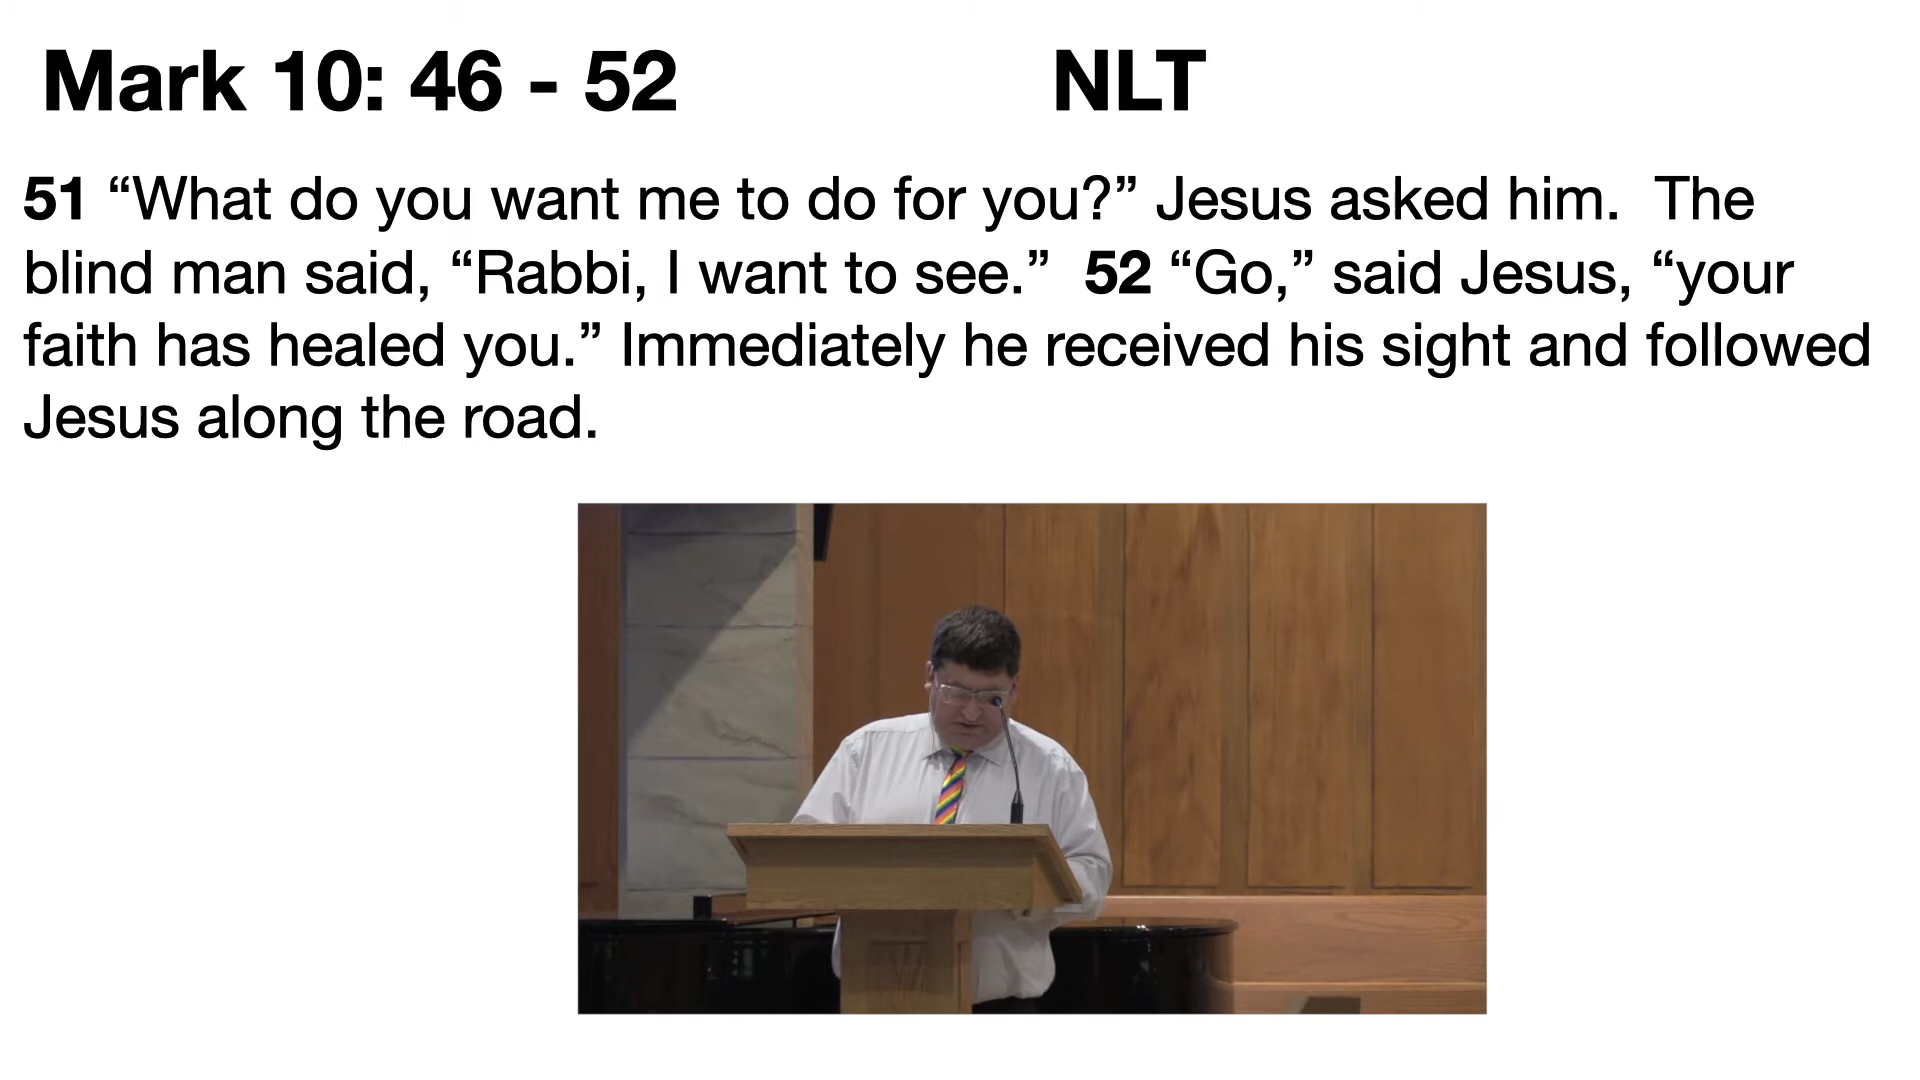 Mark 10: 46 - 52 NLT
51 “What do you want me to do for you?” Jesus asked him. The
blind man said, “Rabbi, I want to see.” 52 “Go,” said Jesus, “your
faith has healed you.” Immediately he received his sight and followed
Jesus along the road.